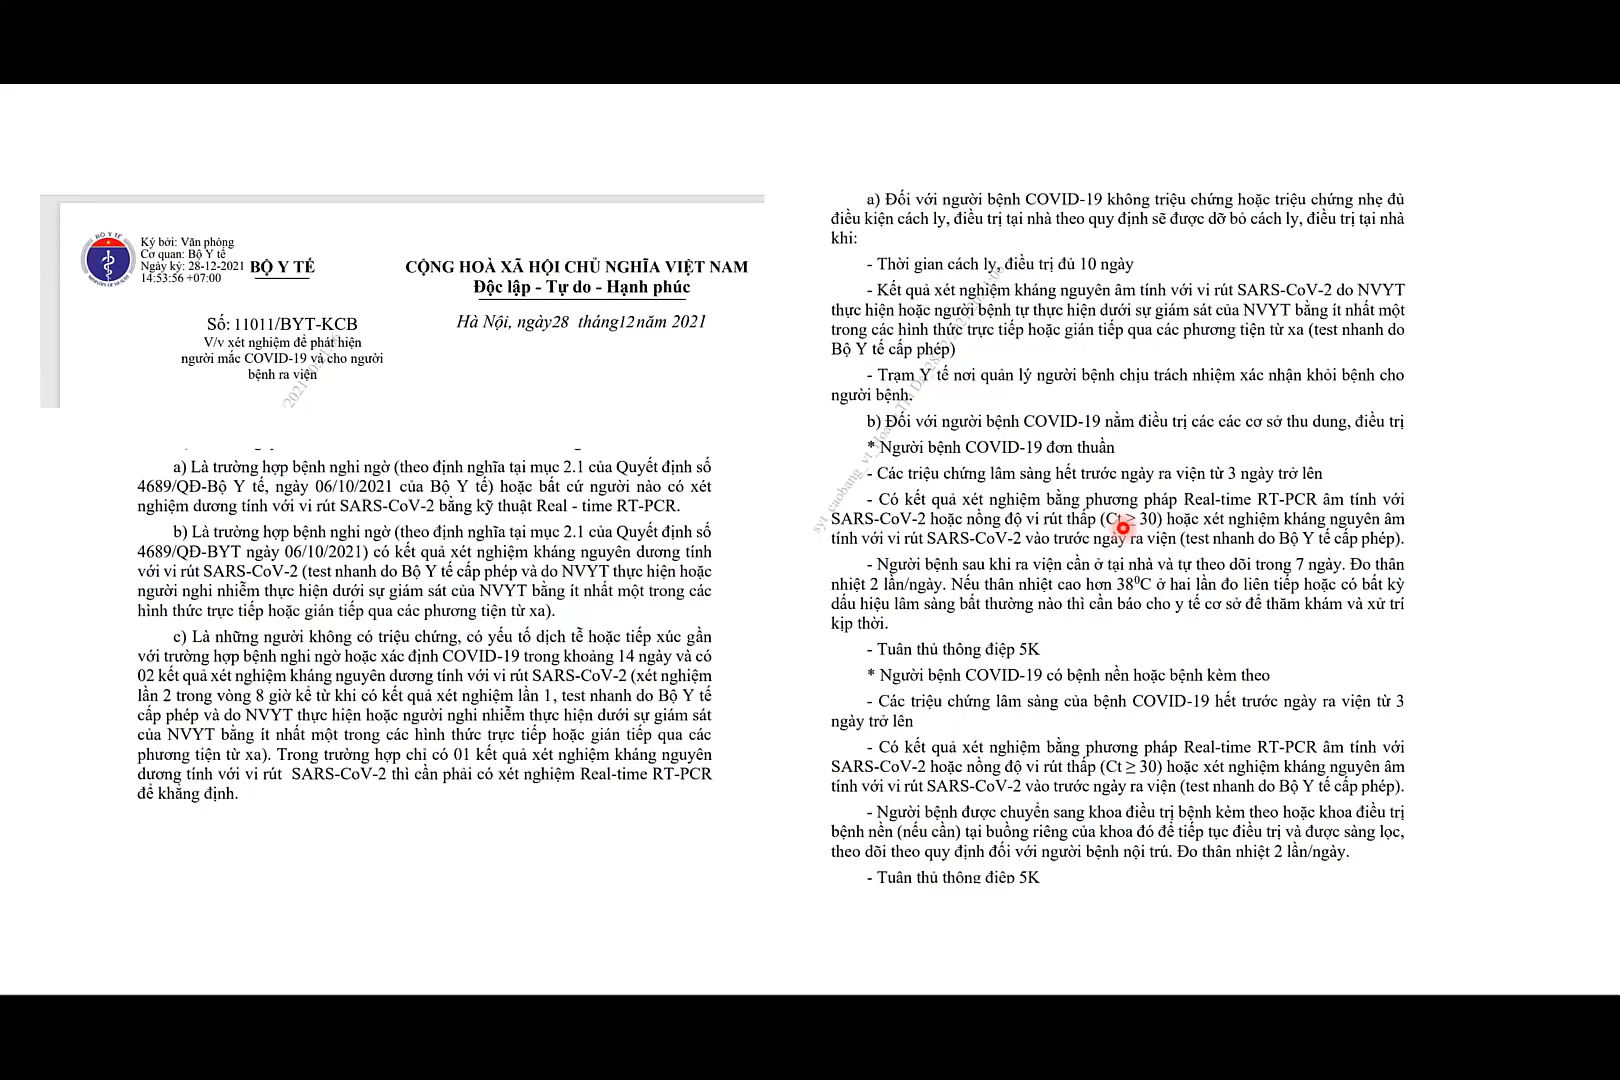 BỘ Y TẾ
MINISTRY OF HEALTH
Ký bởi: Văn phòng
Cơ quan: Bộ Y tế
Ngày ký: 28-12-2021
14:53:56 +07:00
BỘ Y TẾ
Số: 11011/BYT-KCB
V/v xét nghiệm để phát hiện
người mắc COVID-19 và cho người
bệnh ra viện
CỘNG HOÀ XÃ HỘI CHỦ NGHĨA VIỆT NAM
Độc lập - Tự do - Hạnh phúc
Hà Nội, ngày28 tháng12năm 2021
a) Là trường hợp bệnh nghi ngờ (theo định nghĩa tại mục 2.1 của Quyết định số
4689/QĐ-Bộ Y tế, ngày 06/10/2021 của Bộ Y tế) hoặc bất cứ người nào có xét
nghiệm dương tính với vi rút SARS-CoV-2 bằng kỹ thuật Real - time RT-PCR.
b) Là trường hợp bệnh nghi ngờ (theo định nghĩa tại mục 2.1 của Quyết định số
4689/QĐ-BYT ngày 06/10/2021) có kết quả xét nghiệm kháng nguyên dương tính
với vi rút SARS-CoV-2 (test nhanh do Bộ Y tế cấp phép và do NVYT thực hiện hoặc
người nghi nhiễm thực hiện dưới sự giám sát của NVYT bằng ít nhất một trong các
hình thức trực tiếp hoặc gián tiếp qua các phương tiện từ xa).
c) Là những người không có triệu chứng, có yếu tố dịch tễ hoặc tiếp xúc gần
với trường hợp bệnh nghi ngờ hoặc xác định COVID-19 trong khoảng 14 ngày và có
02 kết quả xét nghiệm kháng nguyên dương tính với vi rút SARS-CoV-2 (xét nghiệm
lần 2 trong vòng 8 giờ kể từ khi có kết quả xét nghiệm lần 1, test nhanh do Bộ Y tế
cấp phép và do NVYT thực hiện hoặc người nghi nhiễm thực hiện dưới sự giám sát
của NVYT bằng ít nhất một trong các hình thức trực tiếp hoặc gián tiếp qua các
phương tiện từ xa). Trong trường hợp chỉ có 01 kết quả xét nghiệm kháng nguyên
dương tính với vi rút SARS-CoV-2 thì cần phải có xét nghiệm Real-time RT-PCR
để khẳng định.
a) Đối với người bệnh COVID-19 không triệu chứng hoặc triệu chứng nhẹ đủ
điều kiện cách ly, điều trị tại nhà theo quy định sẽ được dỡ bỏ cách ly, điều trị tại nhà
khi:
- Thời gian cách ly, điều trị đủ 10 ngày
- Kết quả xét nghiệm kháng nguyên âm tính với vi rút SARS-CoV-2 do NVYT
thực hiện hoặc người bệnh tự thực hiện dưới sự giám sát của NVYT bằng ít nhất một
trong các hình thức trực tiếp hoặc gián tiếp qua các phương tiện từ xa (test nhanh do
Bộ Y tế cấp phép)
- Trạm Y tế nơi quản lý người bệnh chịu trách nhiệm xác nhận khỏi bệnh cho
người bệnh.
b) Đối với người bệnh COVID-19 nằm điều trị các các cơ sở thu dung, điều trị
* Người bệnh COVID-19 đơn thuần
- Các triệu chứng lâm sàng hết trước ngày ra viện từ 3 ngày trở lên
- Có kết quả xét nghiệm bằng phương pháp Real-time RT-PCR âm tính với
SARS-CoV-2 hoặc nồng độ vi rút thấp (Ct ≥ 30) hoặc xét nghiệm kháng nguyên âm
tính với vi rút SARS-CoV-2 vào trước ngày ra viện (test nhanh do Bộ Y tế cấp phép).
- Người bệnh sau khi ra viện cần ở tại nhà và tự theo dõi trong 7 ngày. Đo thân
nhiệt 2 lần/ngày. Nếu thân nhiệt cao hơn 38⁰C ở hai lần đo liên tiếp hoặc có bất kỳ
dấu hiệu lâm sàng bất thường nào thì cần báo cho y tế cơ sở để thăm khám và xử trí
kịp thời.
- Tuân thủ thông điệp 5K
* Người bệnh COVID-19 có bệnh nền hoặc bệnh kèm theo
- Các triệu chứng lâm sàng của bệnh COVID-19 hết trước ngày ra viện từ 3
ngày trở lên
- Có kết quả xét nghiệm bằng phương pháp Real-time RT-PCR âm tính với
SARS-CoV-2 hoặc nồng độ vi rút thấp (Ct ≥ 30) hoặc xét nghiệm kháng nguyên âm
tính với vi rút SARS-CoV-2 vào trước ngày ra viện (test nhanh do Bộ Y tế cấp phép).
- Người bệnh được chuyển sang khoa điều trị bệnh kèm theo hoặc khoa điều trị
bệnh nền (nếu cần) tại buồng riêng của khoa đó để tiếp tục điều trị và được sàng lọc,
theo dõi theo quy định đối với người bệnh nội trú. Đo thân nhiệt 2 lần/ngày.
- Tuân thủ thông điệp 5K